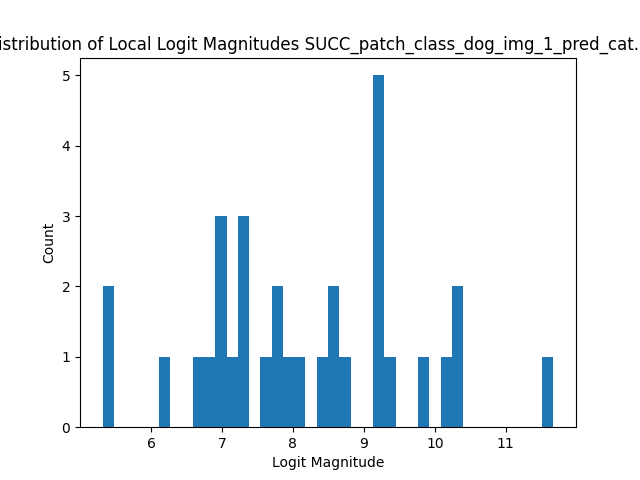 istribution of Local Logit Magnitudes SUCC_patch_class_dog_img_1_pred_cat.
5
4
3
2
1
0
Count
6 7 8 9 10 11
Logit Magnitude